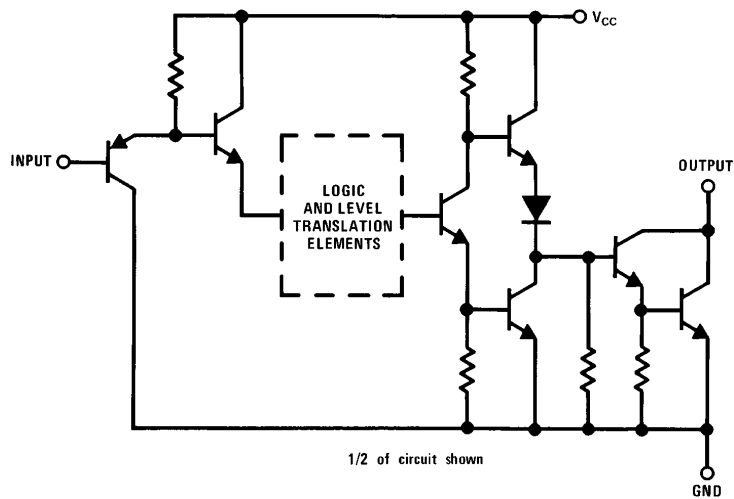 V_CC
INPUT
LOGIC
AND LEVEL
TRANSLATION
ELEMENTS
OUTPUT
1/2 of circuit shown
GND